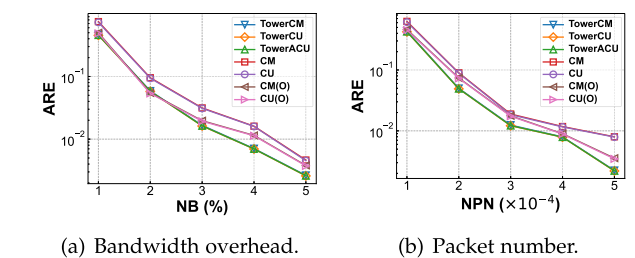 TowerCM
TowerCU
TowerACU
CM
CU
CM(O)
CU(O)
ARE
10⁻¹
10⁻²
1 2 3 4 5
NB (%)
(a) Bandwidth overhead.
TowerCM
TowerCU
TowerACU
CM
CU
CM(O)
CU(O)
ARE
10⁻¹
10⁻²
1 2 3 4 5
NPN (×10⁻⁴)
(b) Packet number.